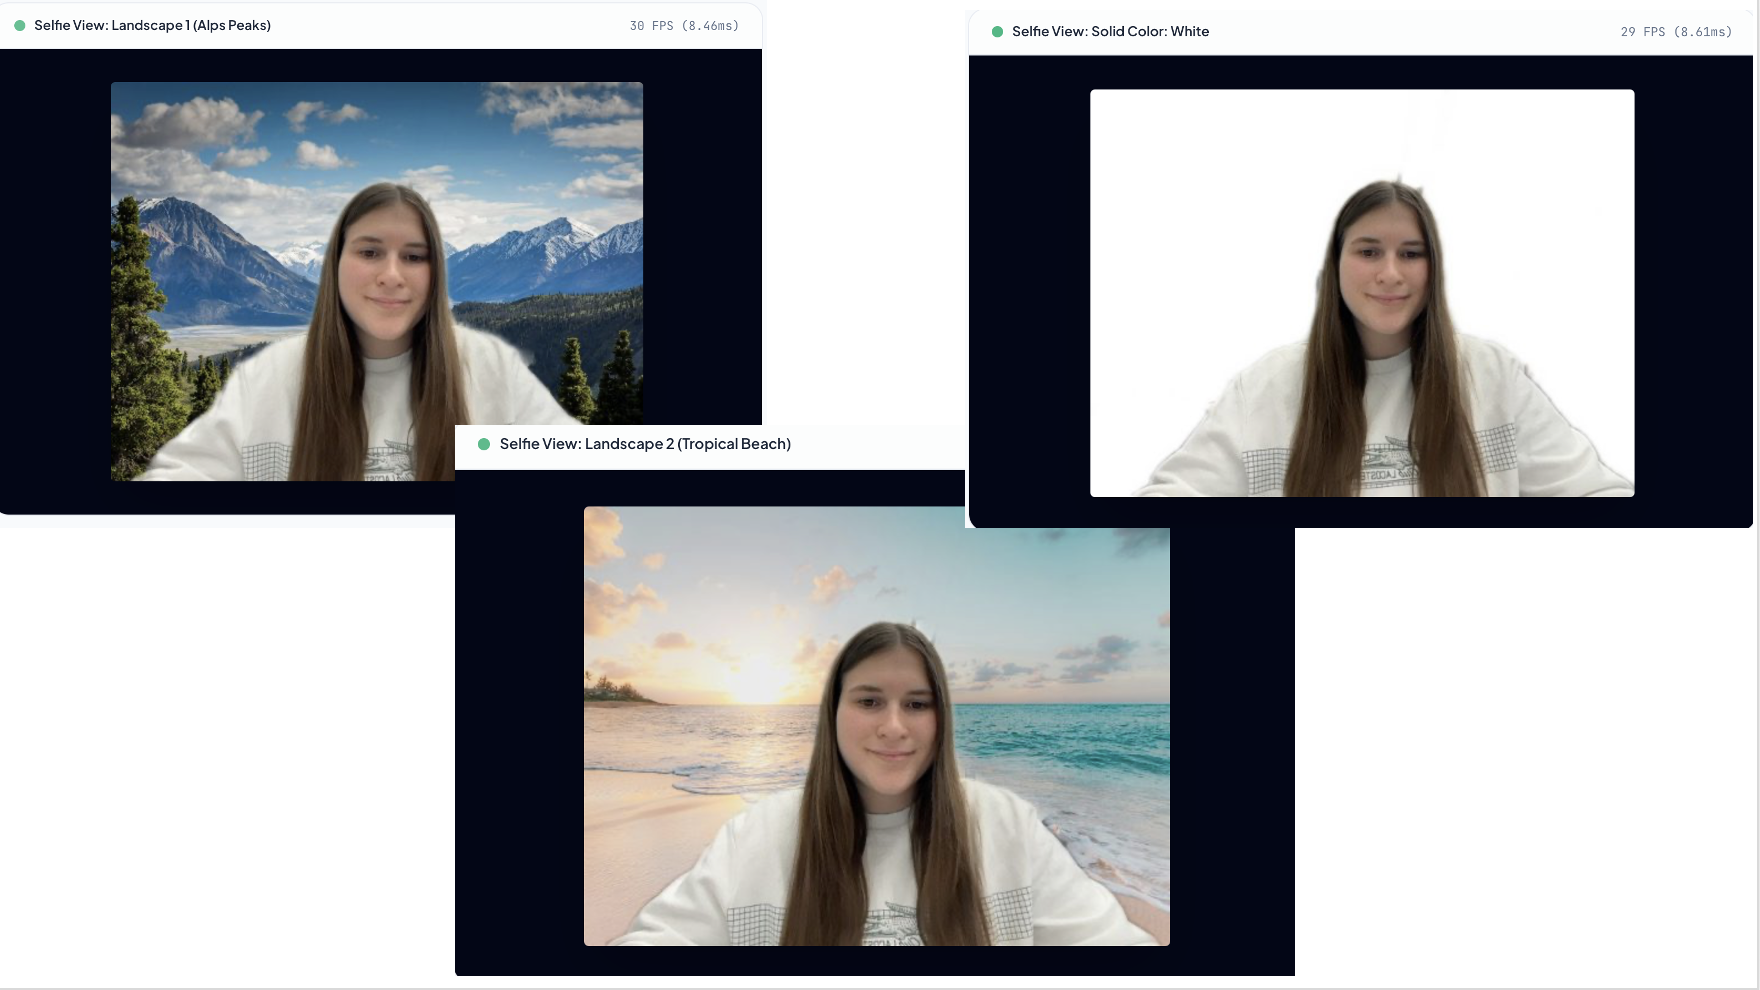 Selfie View: Landscape 1 (Alps Peaks)
30 FPS (8.46ms)
Selfie View: Solid Color: White
29 FPS (8.61ms)
Selfie View: Landscape 2 (Tropical Beach)